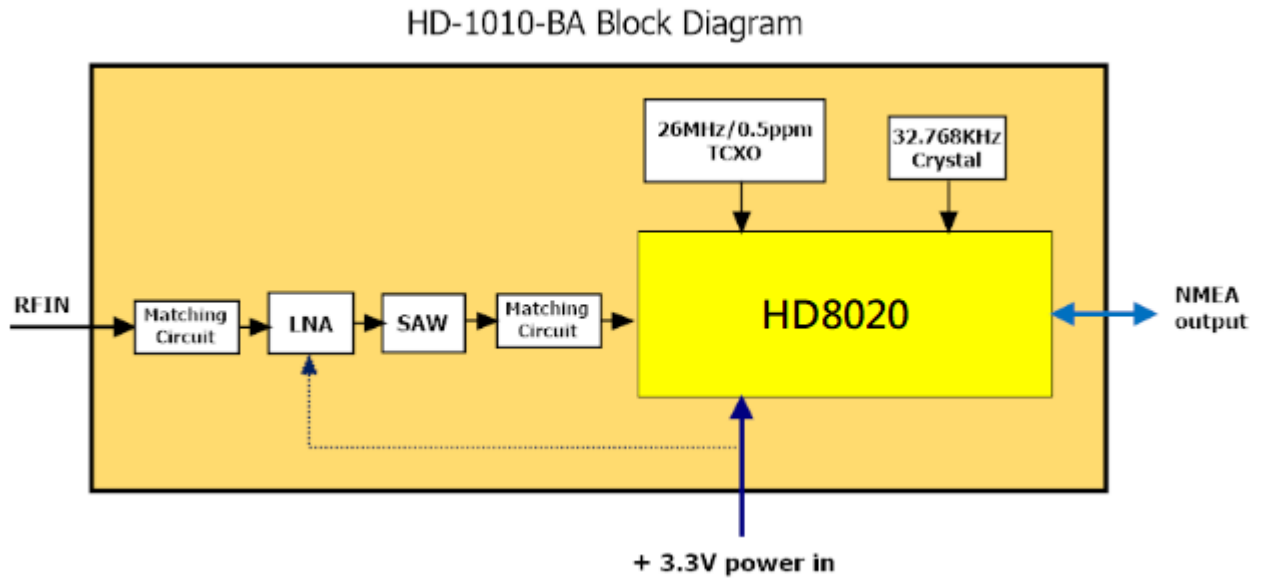 HD-1010-BA Block Diagram
26MHz/0.5ppm
TCXO
32.768KHz
Crystal
RFIN
Matching
Circuit
LNA
SAW
Matching
Circuit
HD8020
NMEA
output
+ 3.3V power in